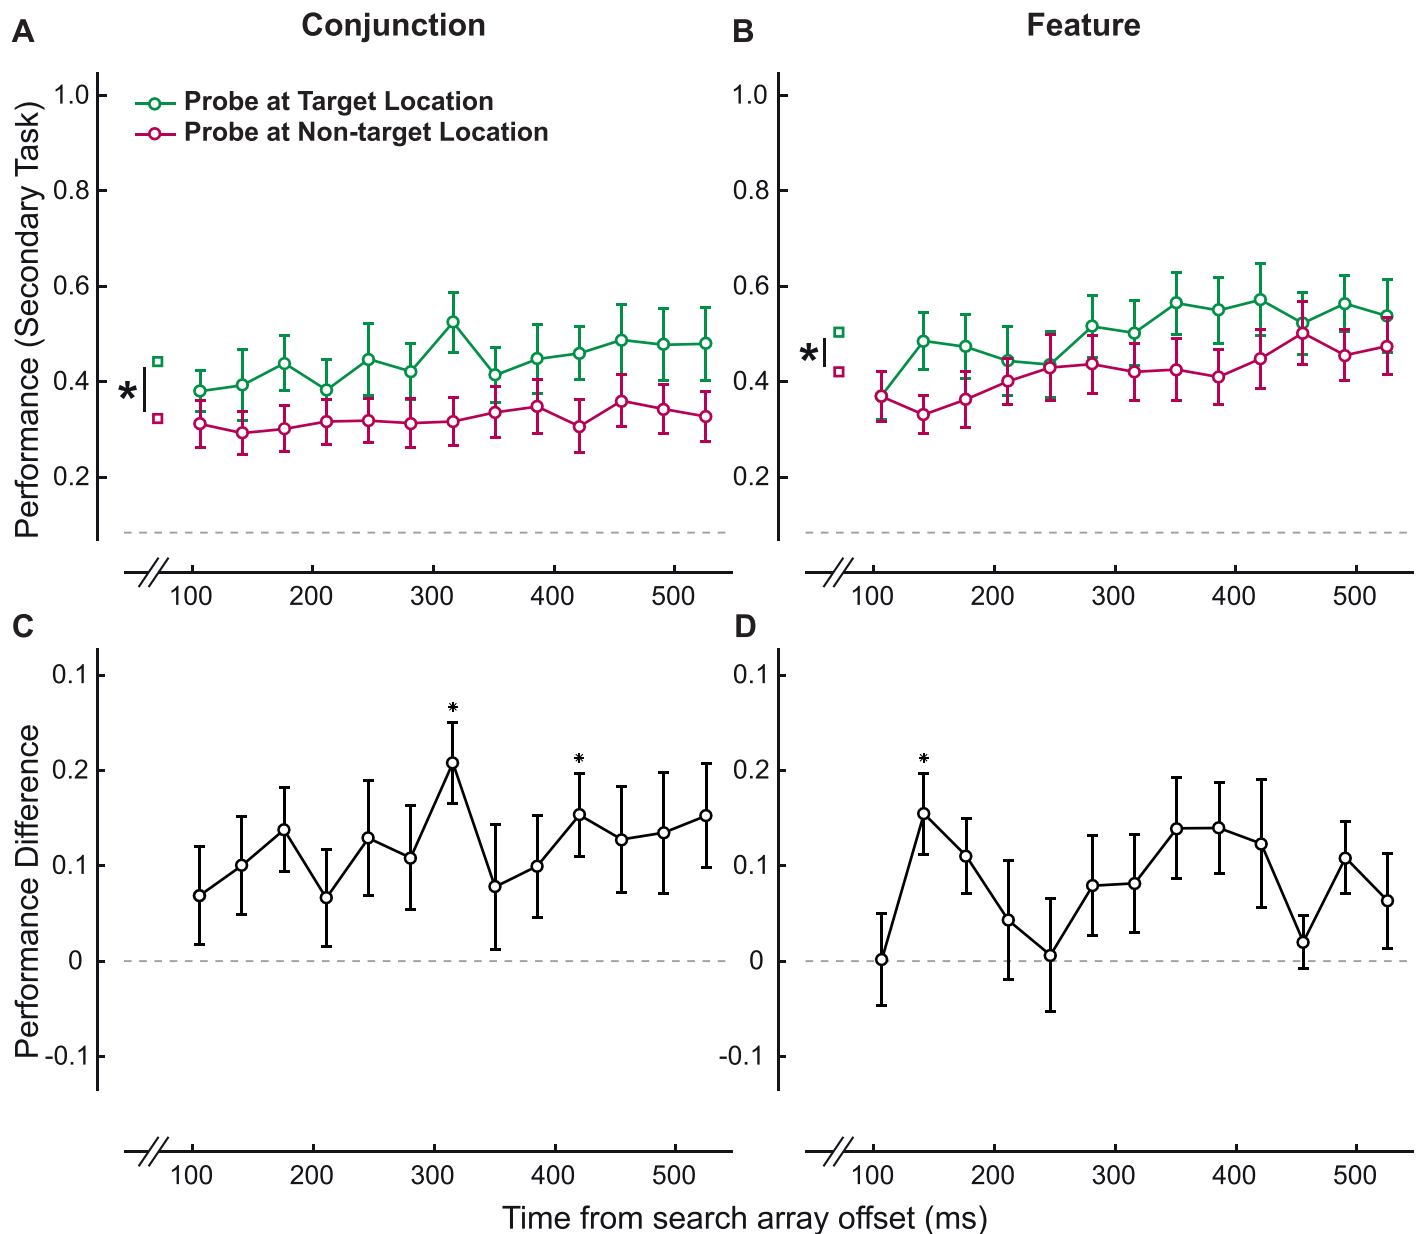 A Conjunction
B Feature
Performance (Secondary Task)
1.0
0.8
0.6
0.4
0.2
Probe at Target Location
Probe at Non-target Location
*
100 200 300 400 500
1.0
0.8
0.6
0.4
0.2
*
100 200 300 400 500
C
Performance Difference
0.1
0.2
0.1
0
-0.1
*
*
100 200 300 400 500
D
0.1
0.2
0.1
0
-0.1
*
100 200 300 400 500
Time from search array offset (ms)